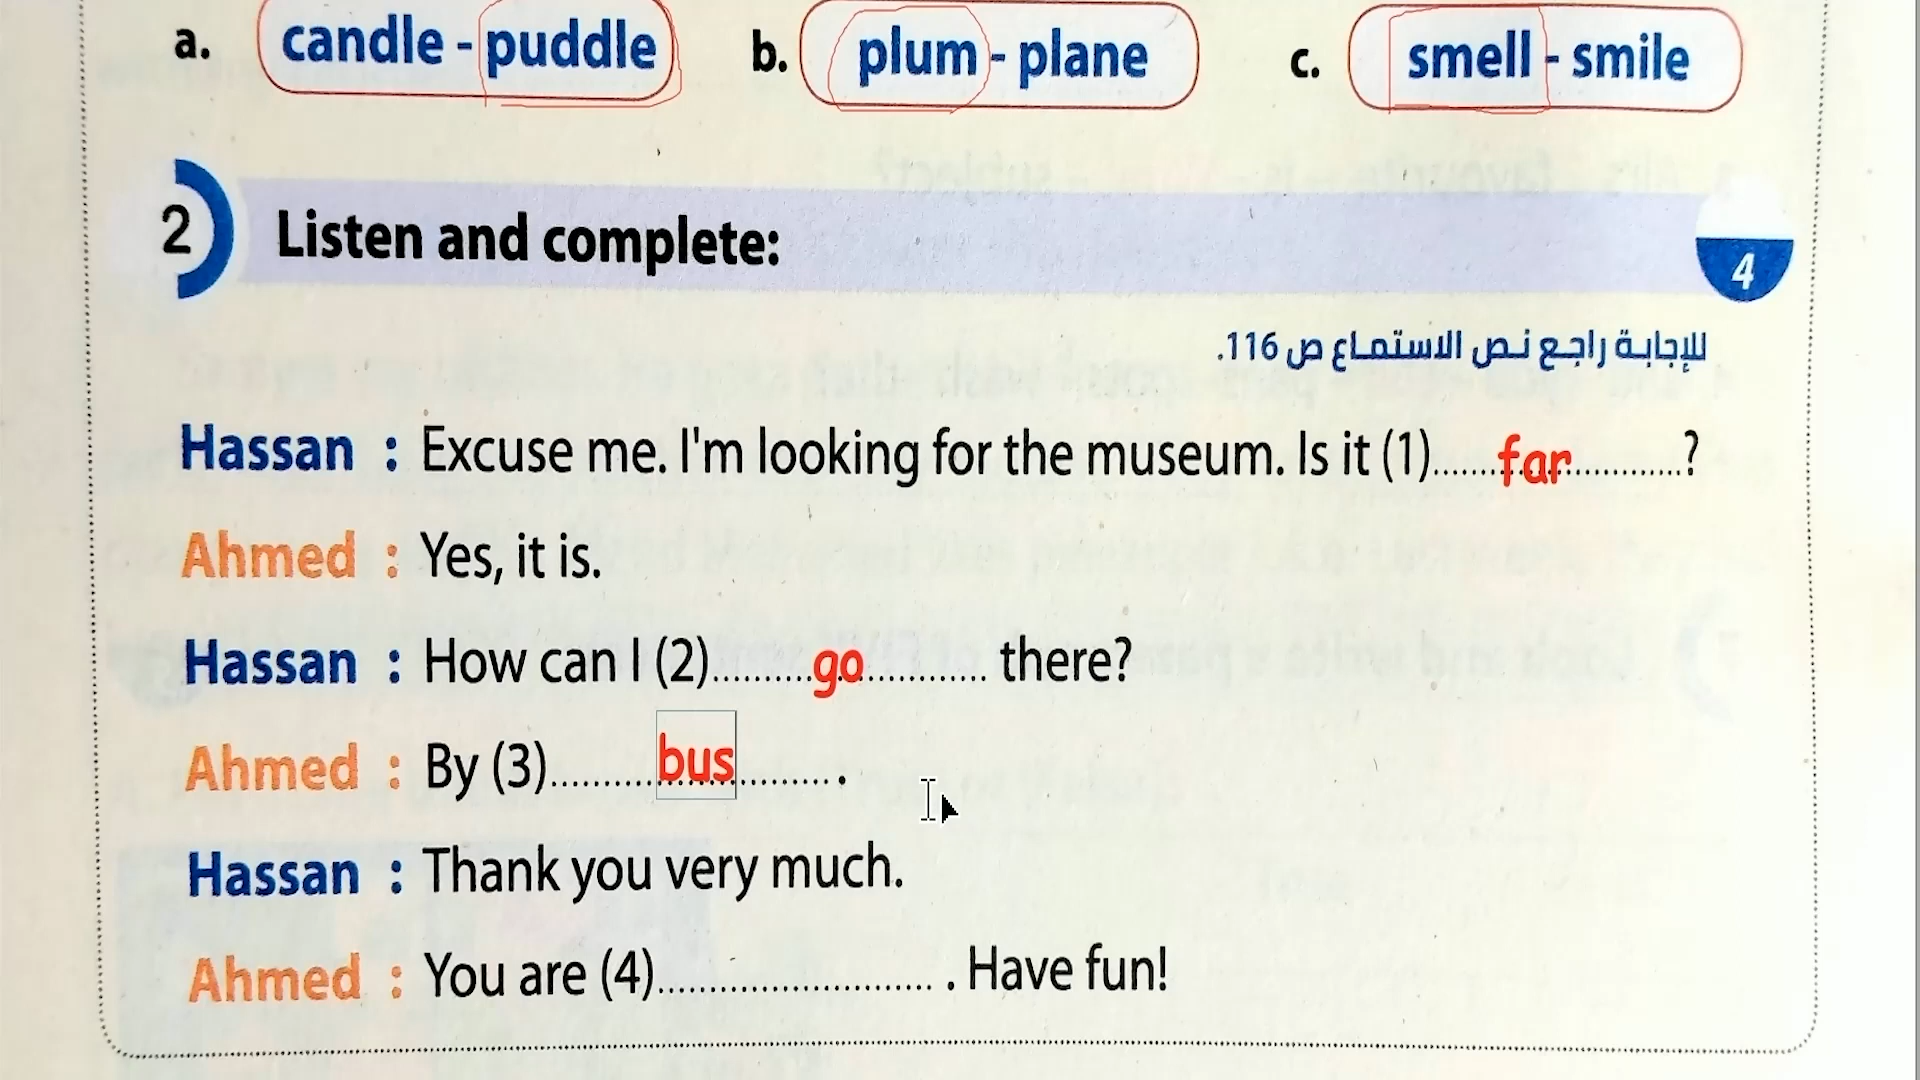 a. candle - puddle b. plum - plane c. smell - smile
2 Listen and complete: 4
للإجابة راجع نص الاستماع ص 116.
Hassan : Excuse me. I'm looking for the museum. Is it (1).......far.............?
Ahmed : Yes, it is.
Hassan : How can I (2)..........go.............. there?
Ahmed : By (3)..........bus.......... .
Hassan : Thank you very much.
Ahmed : You are (4)........................... . Have fun!